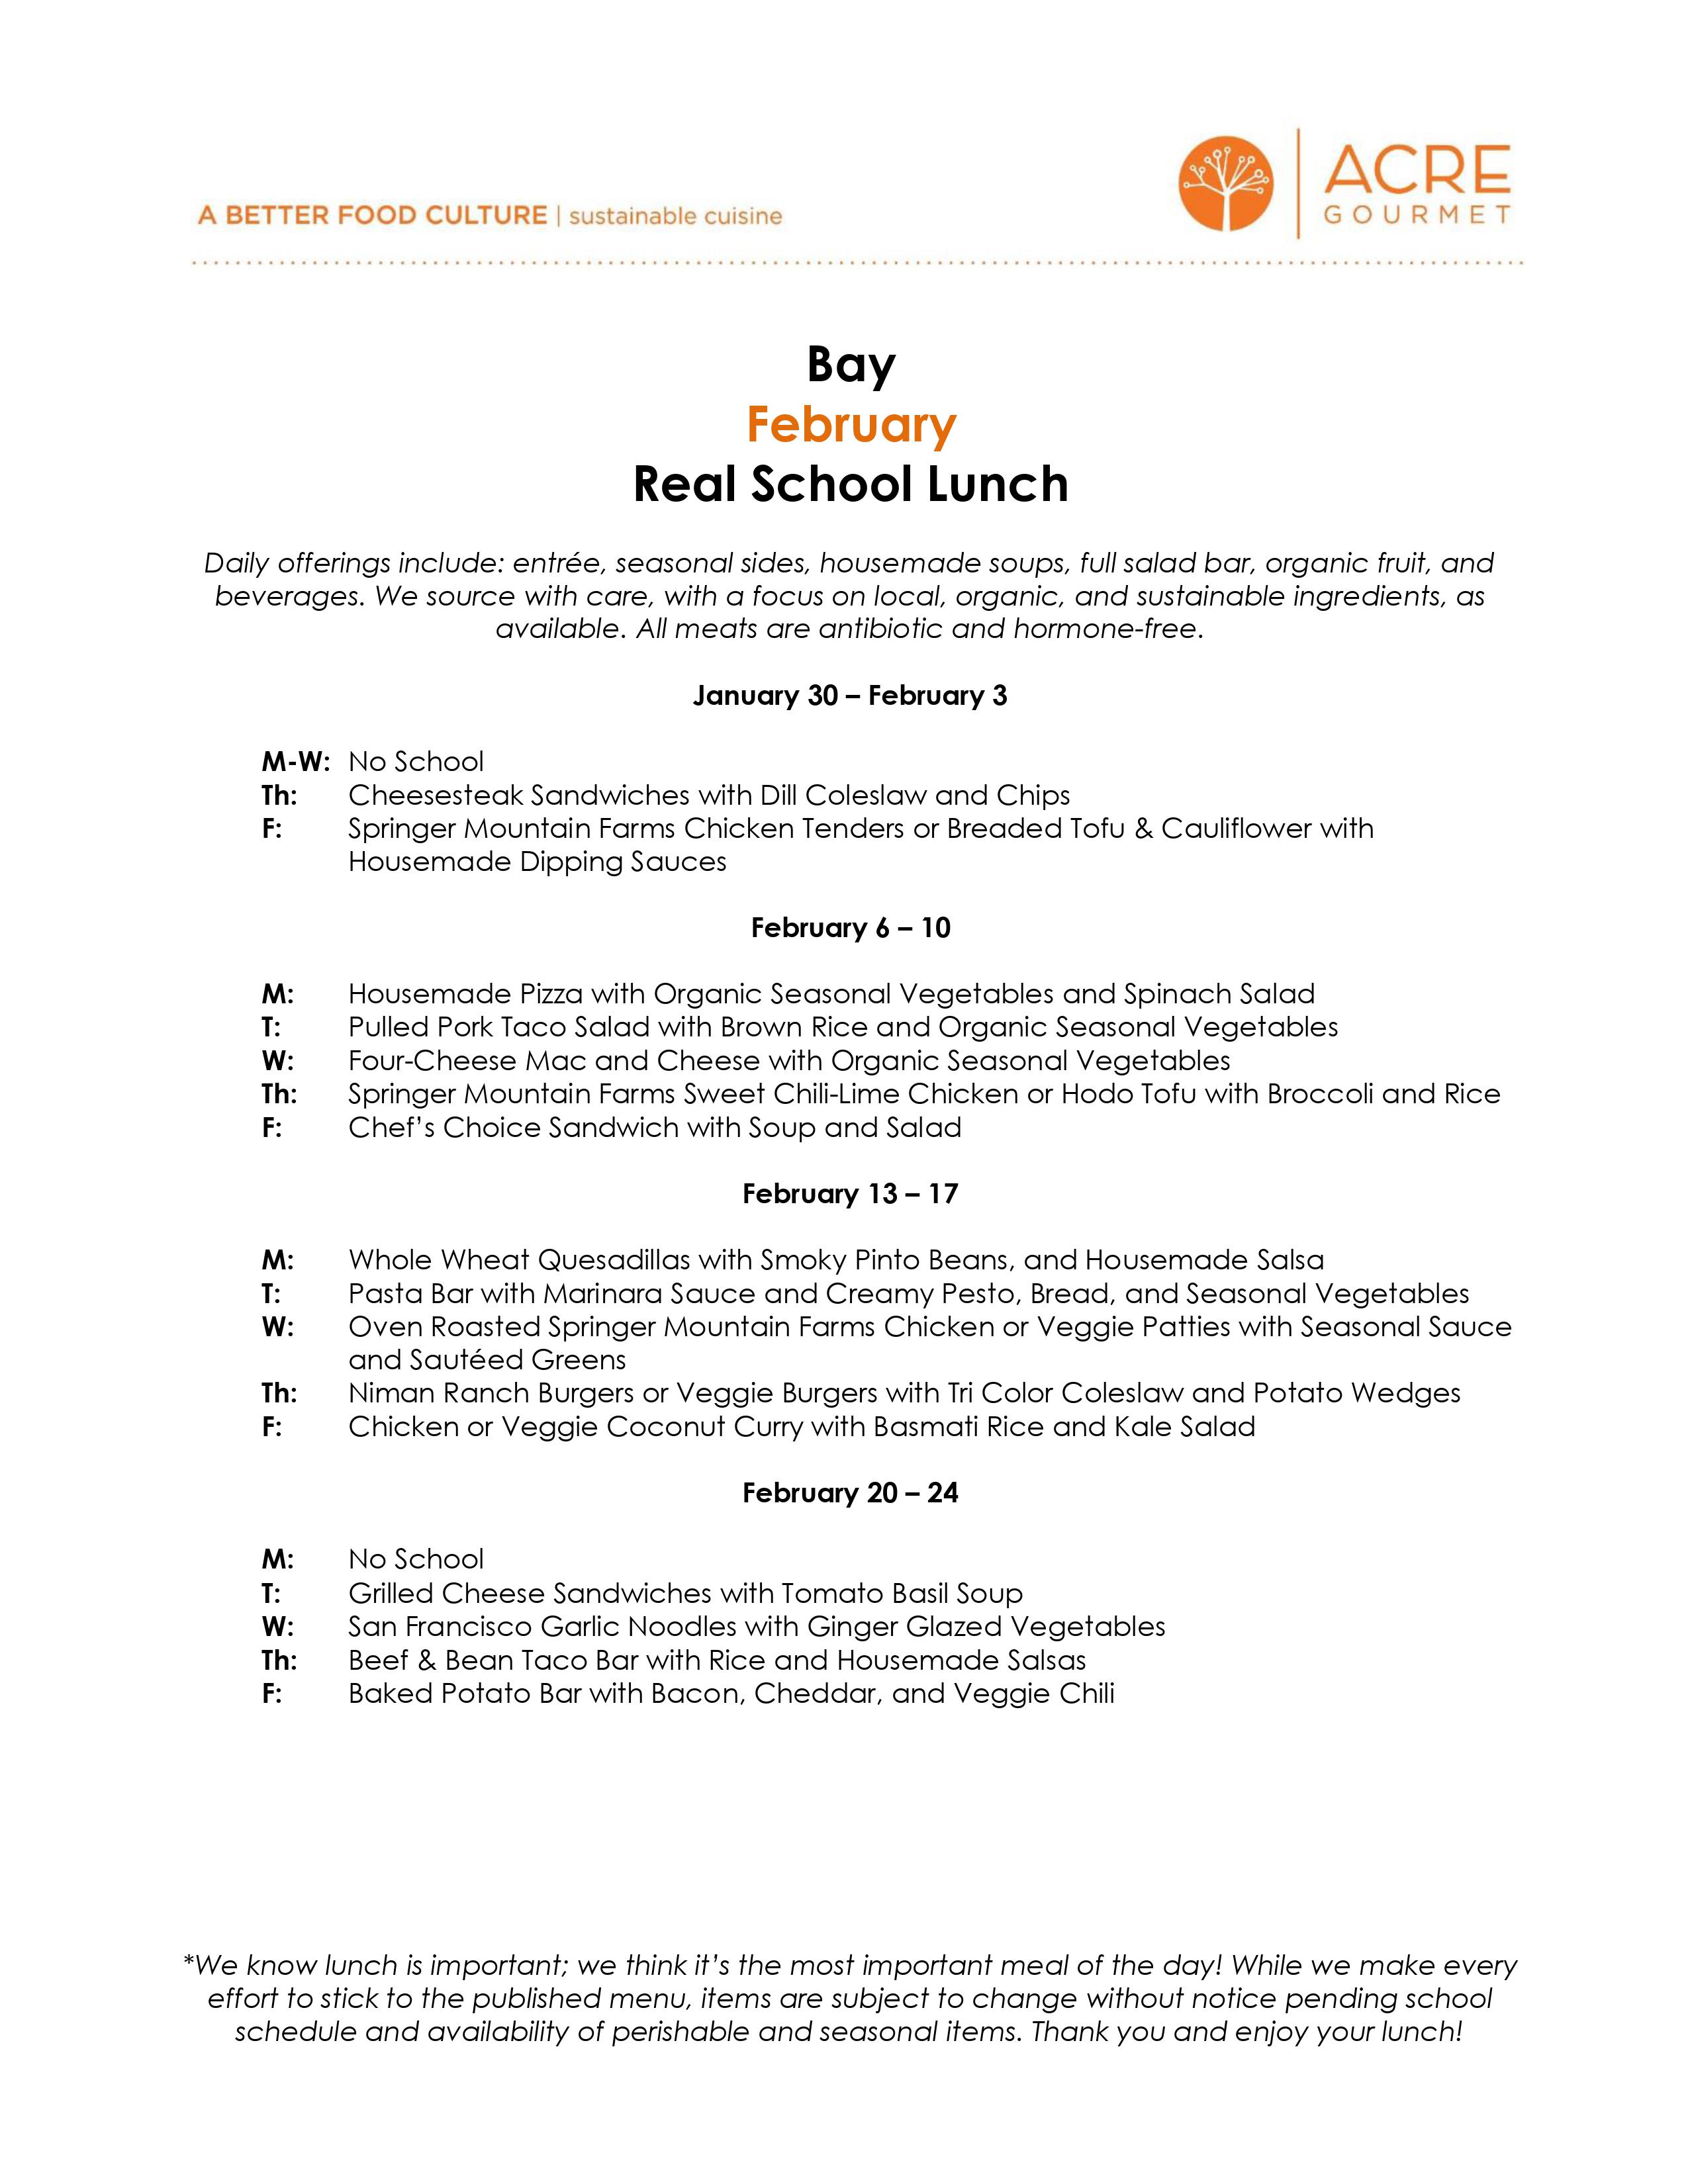 A BETTER FOOD CULTURE | sustainable cuisine
ACRE
GOURMET
Bay
February
Real School Lunch
Daily offerings include: entrée, seasonal sides, housemade soups, full salad bar, organic fruit, and
beverages. We source with care, with a focus on local, organic, and sustainable ingredients, as
available. All meats are antibiotic and hormone-free.
January 30 – February 3
M-W: No School
Th: Cheesesteak Sandwiches with Dill Coleslaw and Chips
F: Springer Mountain Farms Chicken Tenders or Breaded Tofu & Cauliflower with
Housemade Dipping Sauces
February 6 – 10
M: Housemade Pizza with Organic Seasonal Vegetables and Spinach Salad
T: Pulled Pork Taco Salad with Brown Rice and Organic Seasonal Vegetables
W: Four-Cheese Mac and Cheese with Organic Seasonal Vegetables
Th: Springer Mountain Farms Sweet Chili-Lime Chicken or Hodo Tofu with Broccoli and Rice
F: Chef’s Choice Sandwich with Soup and Salad
February 13 – 17
M: Whole Wheat Quesadillas with Smoky Pinto Beans, and Housemade Salsa
T: Pasta Bar with Marinara Sauce and Creamy Pesto, Bread, and Seasonal Vegetables
W: Oven Roasted Springer Mountain Farms Chicken or Veggie Patties with Seasonal Sauce
and Sautéed Greens
Th: Niman Ranch Burgers or Veggie Burgers with Tri Color Coleslaw and Potato Wedges
F: Chicken or Veggie Coconut Curry with Basmati Rice and Kale Salad
February 20 – 24
M: No School
T: Grilled Cheese Sandwiches with Tomato Basil Soup
W: San Francisco Garlic Noodles with Ginger Glazed Vegetables
Th: Beef & Bean Taco Bar with Rice and Housemade Salsas
F: Baked Potato Bar with Bacon, Cheddar, and Veggie Chili
*We know lunch is important; we think it’s the most important meal of the day! While we make every
effort to stick to the published menu, items are subject to change without notice pending school
schedule and availability of perishable and seasonal items. Thank you and enjoy your lunch!